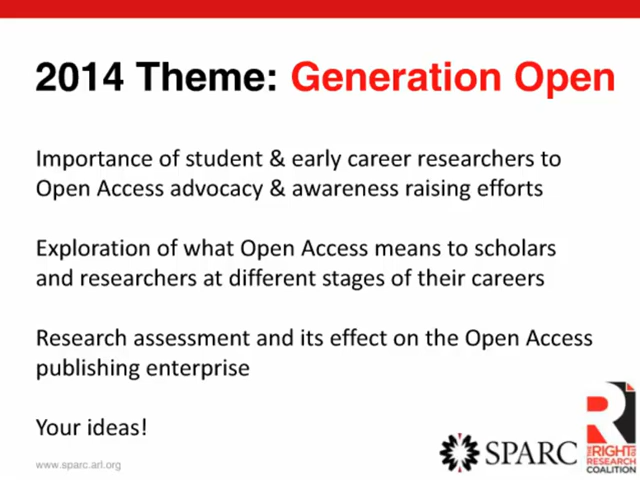 2014 Theme: Generation Open
Importance of student & early career researchers to
Open Access advocacy & awareness raising efforts
Exploration of what Open Access means to scholars
and researchers at different stages of their careers
Research assessment and its effect on the Open Access
publishing enterprise
Your ideas!
www.sparc.arl.org
SPARC
R
THE RIGHT TO
RESEARCH
COALITION